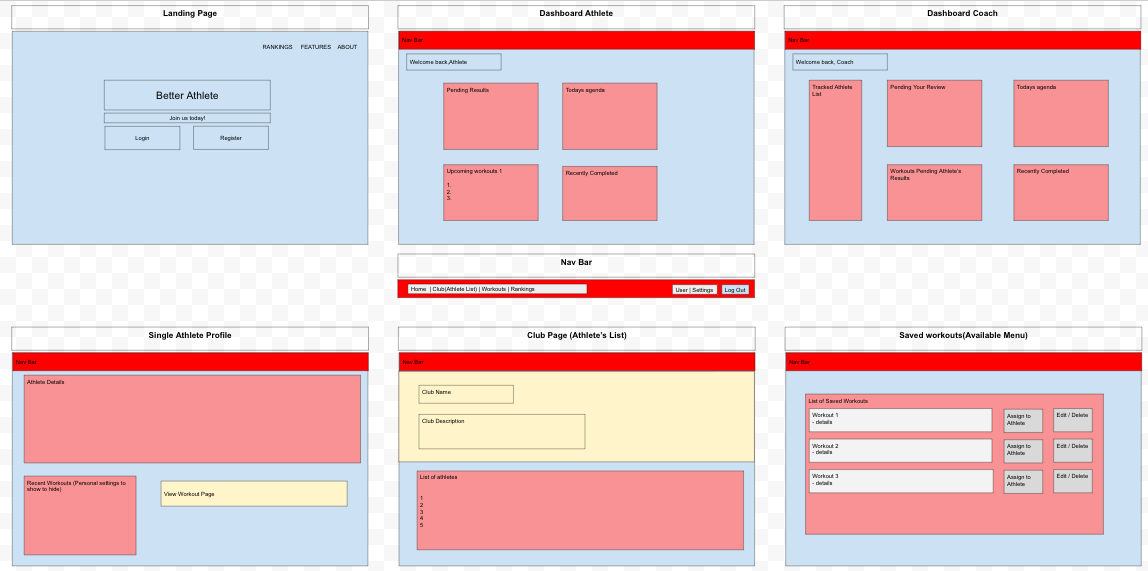 Landing Page
RANKINGS FEATURES ABOUT
Better Athlete
Join us today!
Login
Register
Dashboard Athlete
Nav Bar
Welcome back,Athlete
Pending Results
Todays agenda
Upcoming workouts 1
1.
2.
3.
Recently Completed
Dashboard Coach
Nav Bar
Welcome back, Coach
Tracked Athlete
List
Pending Your Review
Todays agenda
Workouts Pending Athlete's
Results
Recently Completed
Nav Bar
Home | Club(Athlete List) | Workouts | Rankings
User | Settings
Log Out
Single Athlete Profile
Nav Bar
Athlete Details
Recent Workouts (Personal settings to
show to hide)
View Workout Page
Club Page (Athlete's List)
Nav Bar
Club Name
Club Description
List of athletes
1
2
3
4
5
Saved workouts(Available Menu)
Nav Bar
List of Saved Workouts
Workout 1
- details
Assign to
Athlete
Edit / Delete
Workout 2
- details
Assign to
Athlete
Edit / Delete
Workout 3
- details
Assign to
Athlete
Edit / Delete